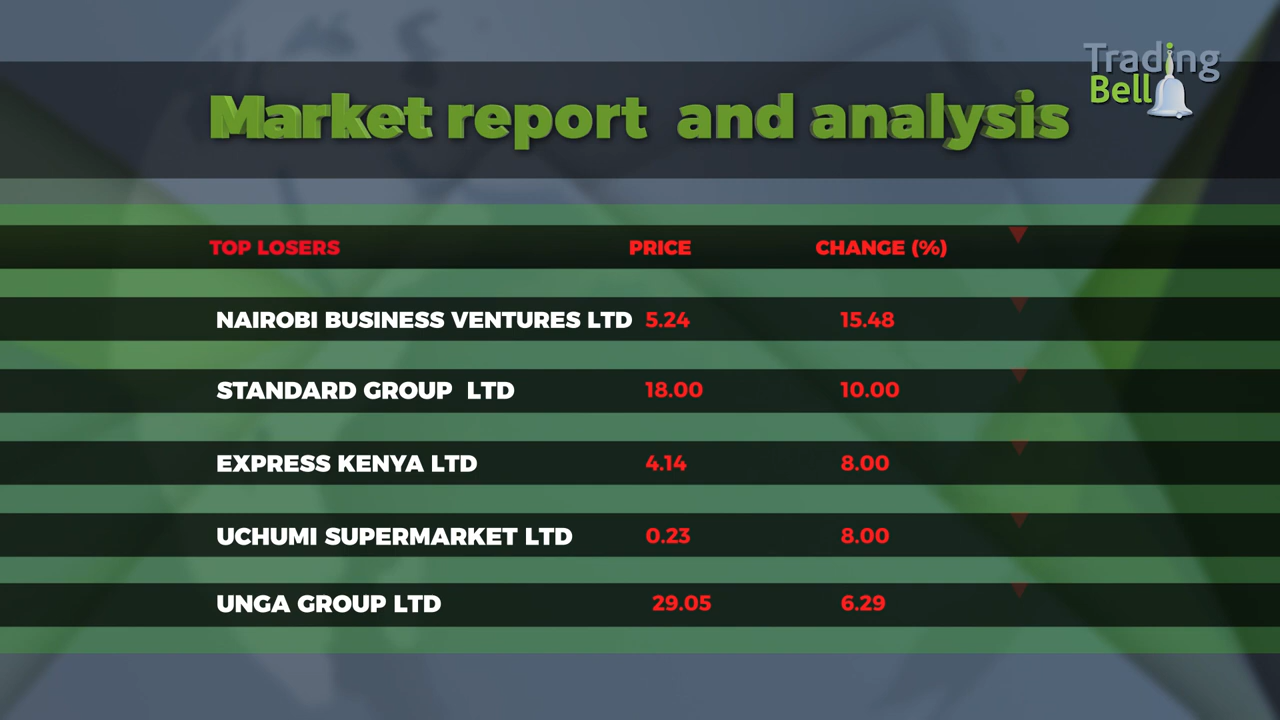 Trading
Bell
Market report and analysis
TOP LOSERS PRICE CHANGE (%)
NAIROBI BUSINESS VENTURES LTD 5.24 15.48
STANDARD GROUP LTD 18.00 10.00
EXPRESS KENYA LTD 4.14 8.00
UCHUMI SUPERMARKET LTD 0.23 8.00
UNGA GROUP LTD 29.05 6.29